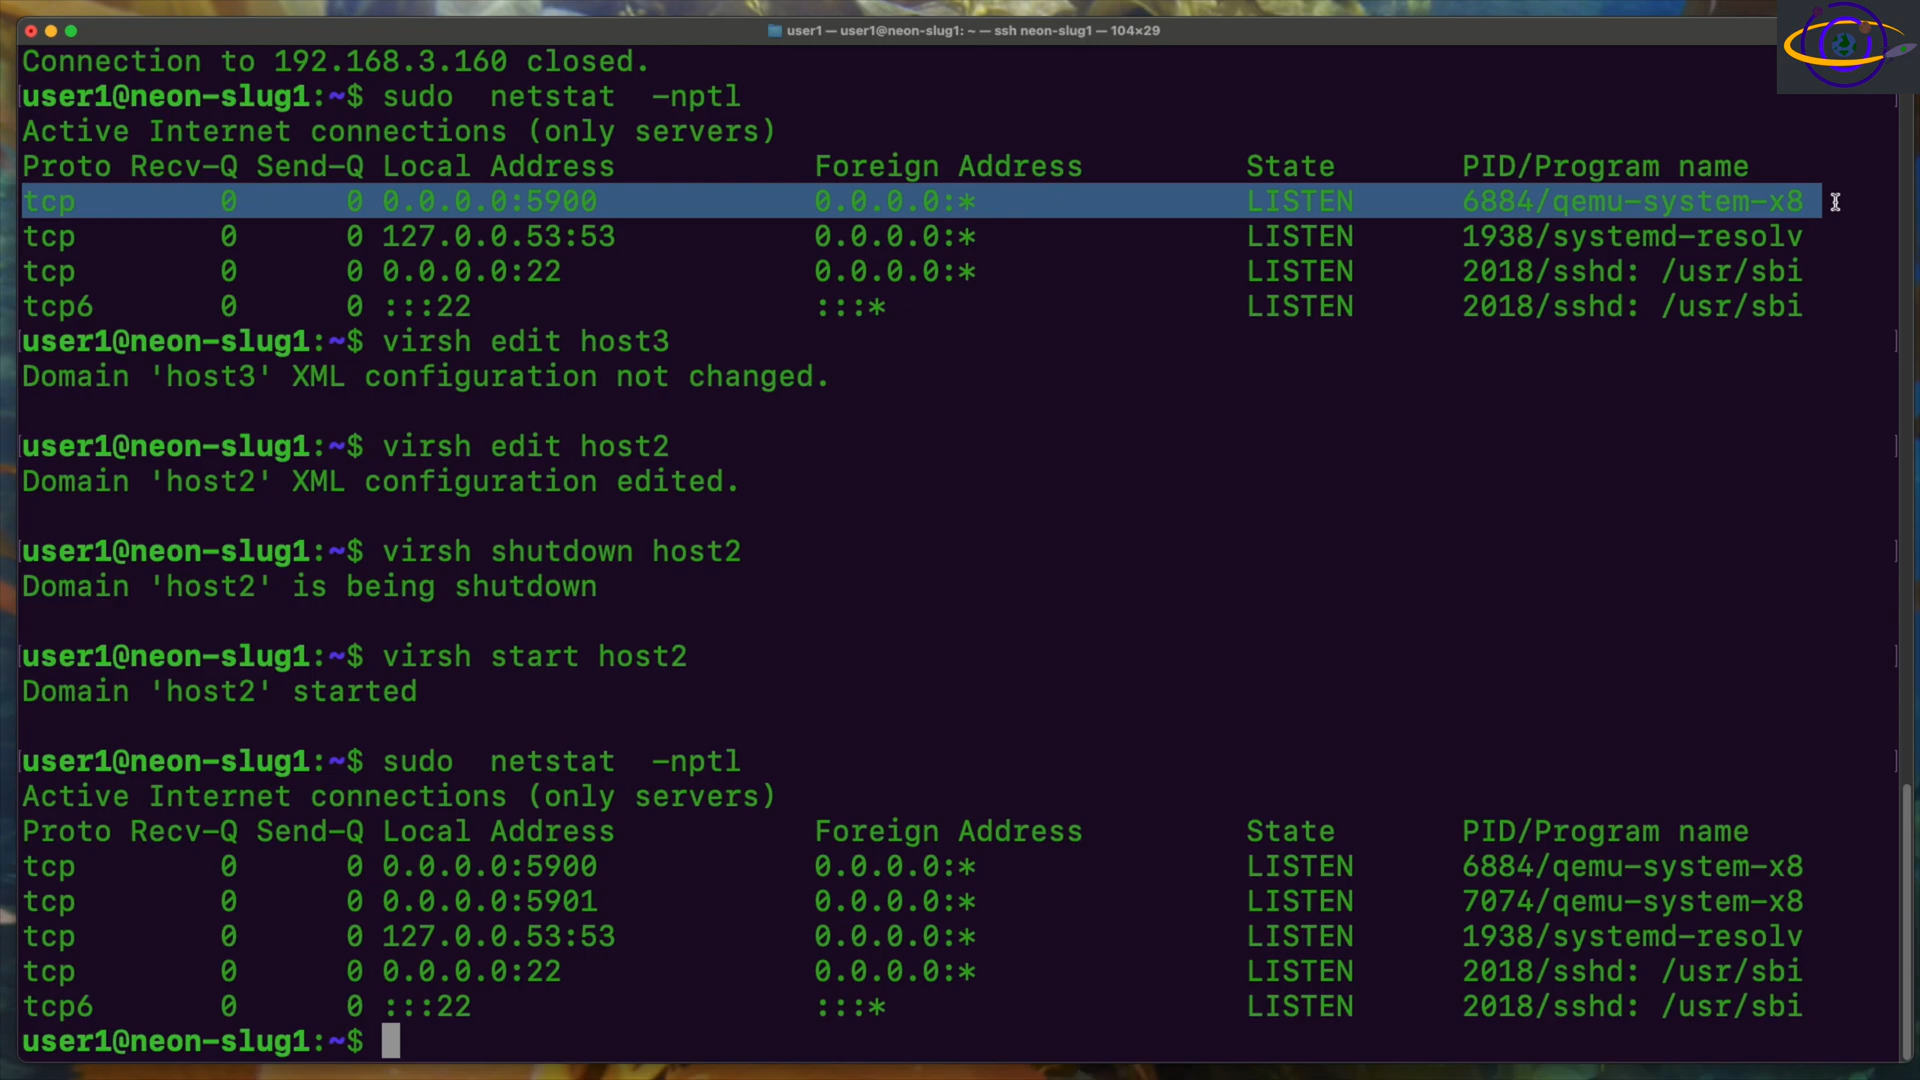 user1 — user1@neon-slug1: ~ — ssh neon-slug1 — 104×29
Connection to 192.168.3.160 closed.
user1@neon-slug1:~$ sudo  netstat  -nptl
Active Internet connections (only servers)
Proto Recv-Q Send-Q Local Address           Foreign Address         State       PID/Program name
tcp        0      0 0.0.0.0:5900            0.0.0.0:*               LISTEN      6884/qemu-system-x8
tcp        0      0 127.0.0.53:53           0.0.0.0:*               LISTEN      1938/systemd-resolv
tcp        0      0 0.0.0.0:22              0.0.0.0:*               LISTEN      2018/sshd: /usr/sbi
tcp6       0      0 :::22                   :::*                    LISTEN      2018/sshd: /usr/sbi
user1@neon-slug1:~$ virsh edit host3
Domain 'host3' XML configuration not changed.
user1@neon-slug1:~$ virsh edit host2
Domain 'host2' XML configuration edited.
user1@neon-slug1:~$ virsh shutdown host2
Domain 'host2' is being shutdown
user1@neon-slug1:~$ virsh start host2
Domain 'host2' started
user1@neon-slug1:~$ sudo  netstat  -nptl
Active Internet connections (only servers)
Proto Recv-Q Send-Q Local Address           Foreign Address         State       PID/Program name
tcp        0      0 0.0.0.0:5900            0.0.0.0:*               LISTEN      6884/qemu-system-x8
tcp        0      0 0.0.0.0:5901            0.0.0.0:*               LISTEN      7074/qemu-system-x8
tcp        0      0 127.0.0.53:53           0.0.0.0:*               LISTEN      1938/systemd-resolv
tcp        0      0 0.0.0.0:22              0.0.0.0:*               LISTEN      2018/sshd: /usr/sbi
tcp6       0      0 :::22                   :::*                    LISTEN      2018/sshd: /usr/sbi
user1@neon-slug1:~$